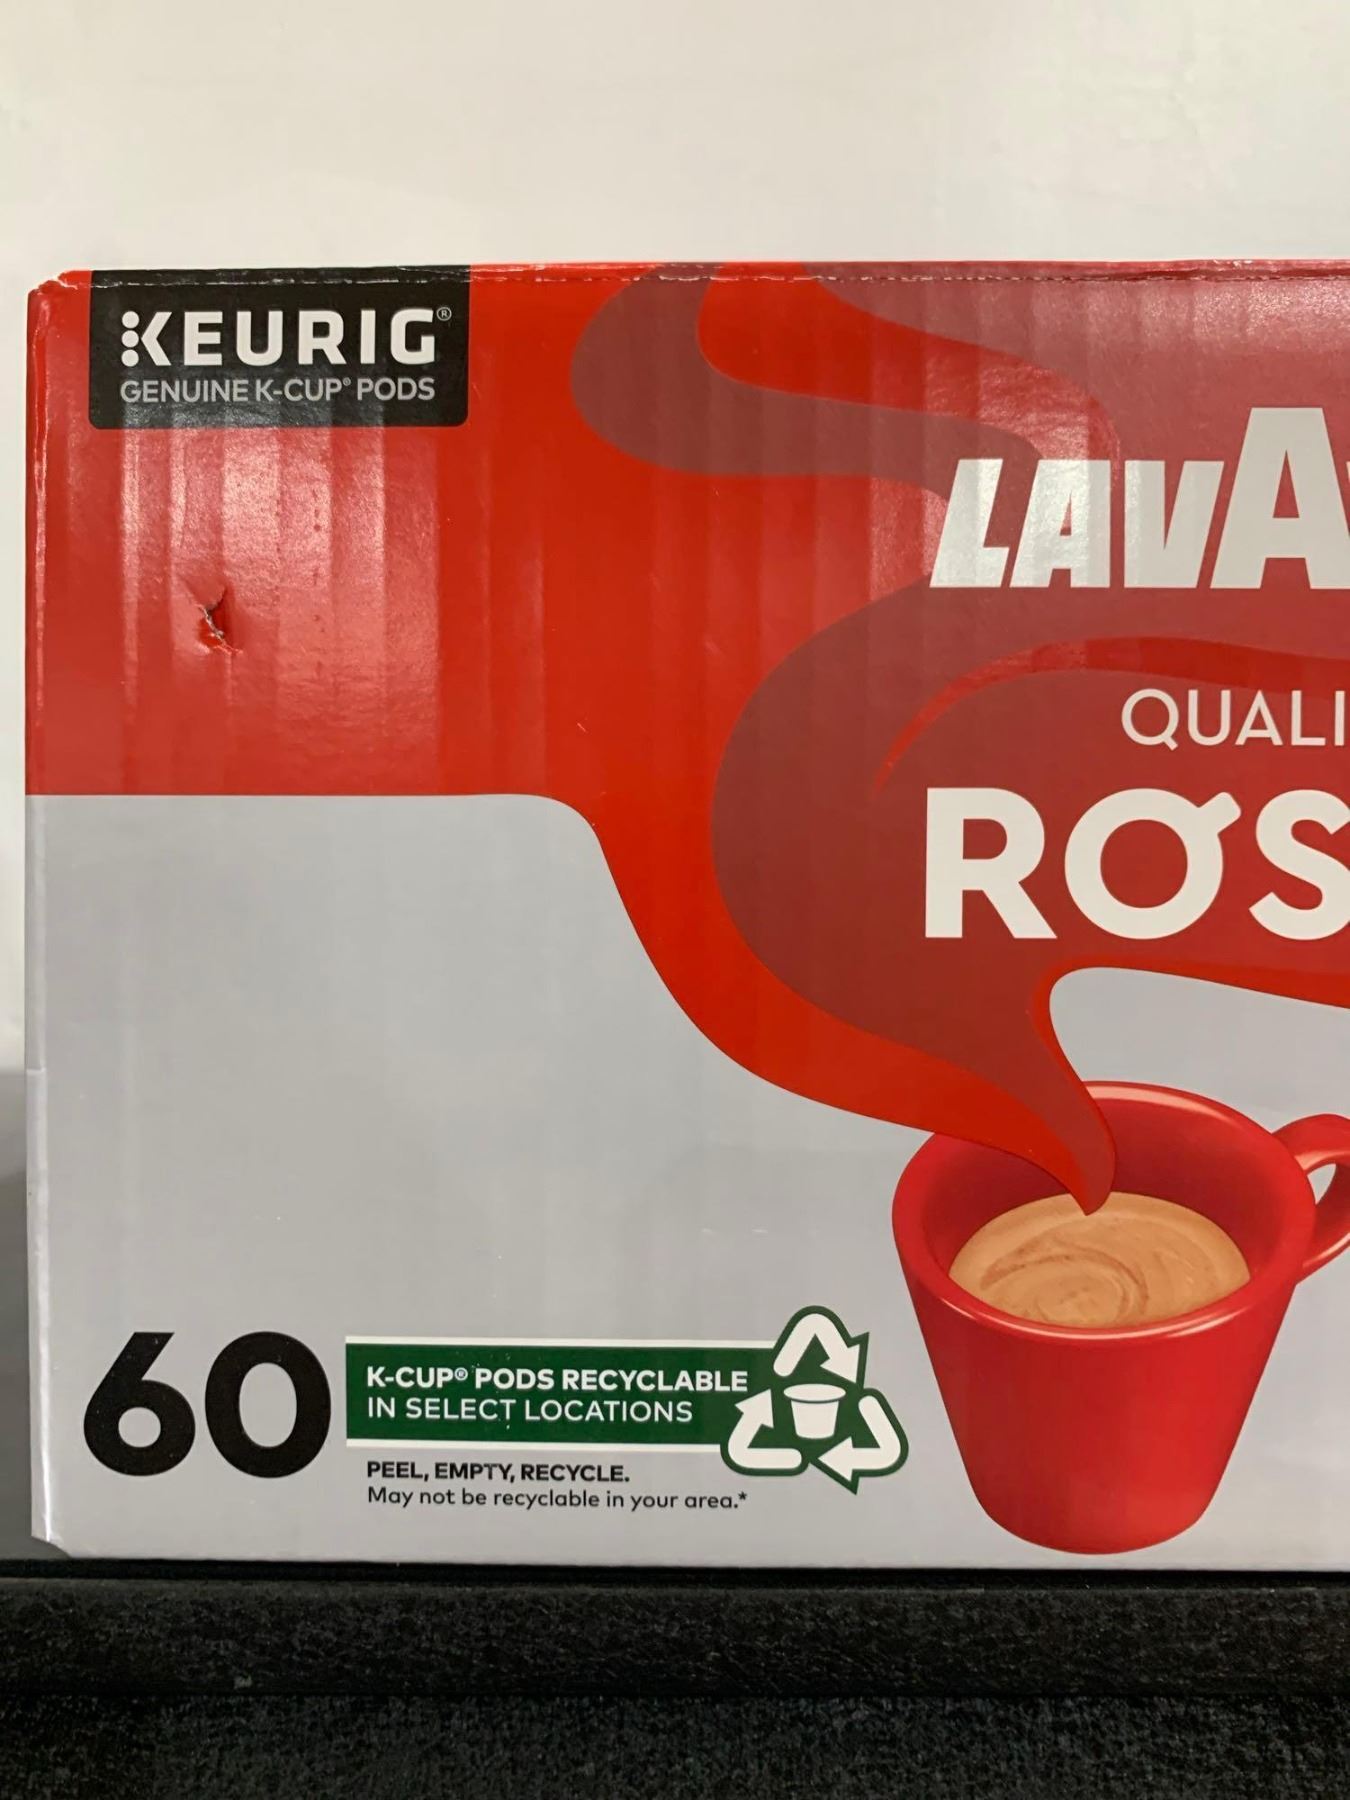 KEURIG®
GENUINE K-CUP® PODS
LAVA
QUALI
ROS
60
K-CUP® PODS RECYCLABLE
IN SELECT LOCATIONS
PEEL, EMPTY, RECYCLE.
May not be recyclable in your area.*